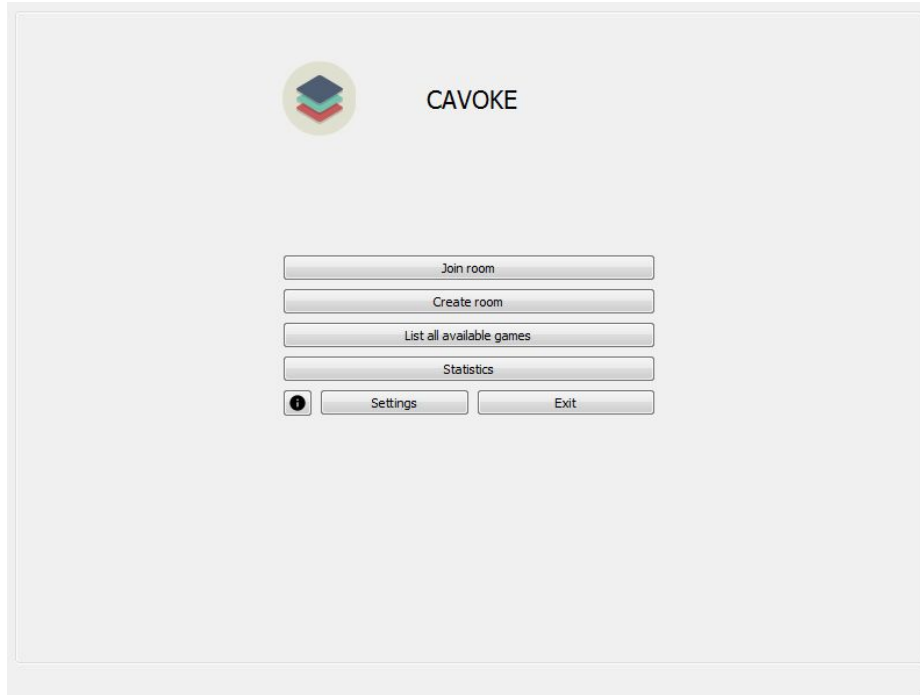 CAVOKE
Join room
Create room
List all available games
Statistics
Settings Exit